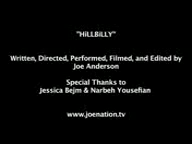 "HiLLBiLLY"
Written, Directed, Performed, Filmed, and Edited by
Joe Anderson
Special Thanks to
Jessica Bejm & Narbeh Yousefian
www.joenation.tv